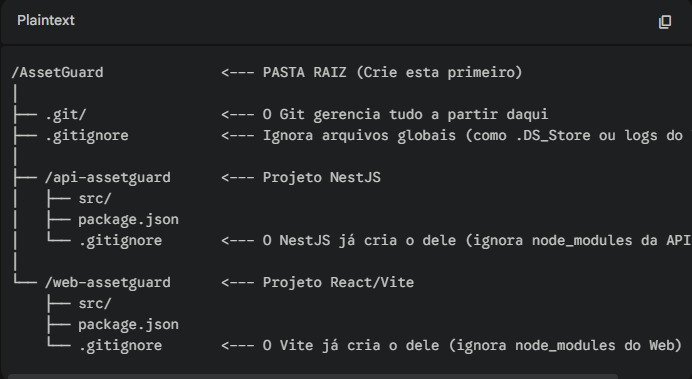 Plaintext
/AssetGuard <--- PASTA RAIZ (Crie esta primeiro)
│
├── .git/ <--- O Git gerencia tudo a partir daqui
├── .gitignore <--- Ignora arquivos globais (como .DS_Store ou logs do
│
├── /api-assetguard <--- Projeto NestJS
│   ├── src/
│   ├── package.json
│   └── .gitignore <--- O NestJS já cria o dele (ignora node_modules da API
│
└── /web-assetguard <--- Projeto React/Vite
    ├── src/
    ├── package.json
    └── .gitignore <--- O Vite já cria o dele (ignora node_modules do Web)